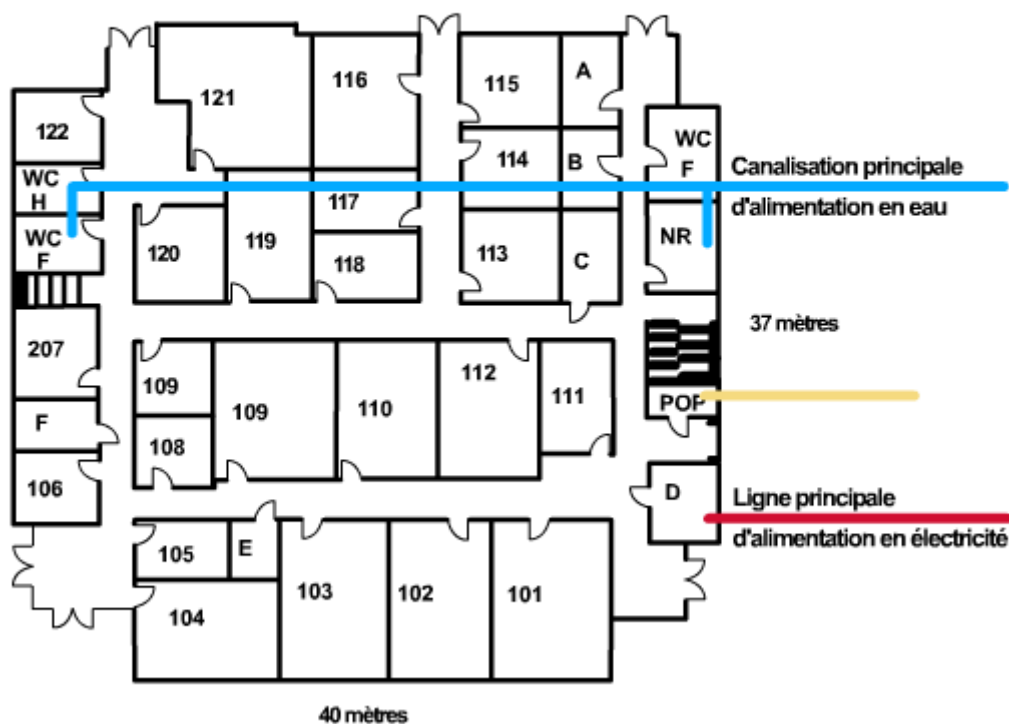 121
116
115
A
122
WC
F
WC
H
114
B
Canalisation principale
d'alimentation en eau
117
WC
F
120
119
118
113
C
NR
37 mètres
207
109
109
110
112
111
POP
F
108
106
D
Ligne principale
d'alimentation en électricité
105
E
104
103
102
101
40 mètres